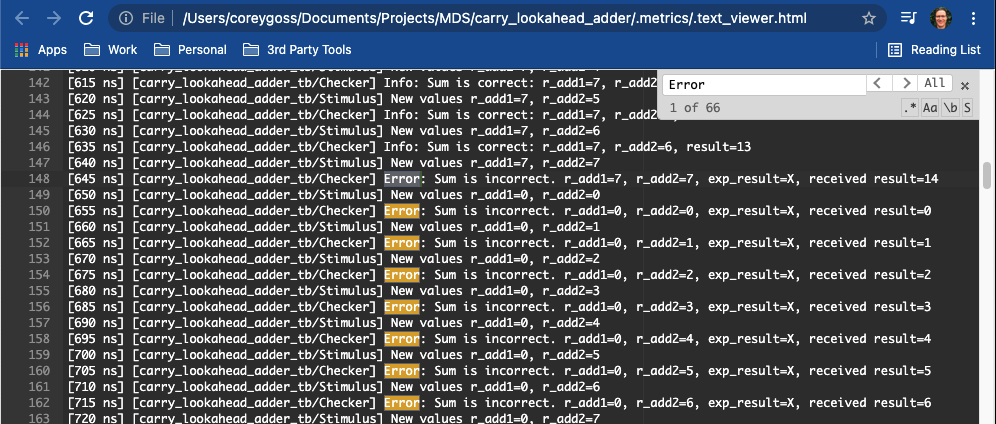 File | /Users/coreygoss/Documents/Projects/MDS/carry_lookahead_adder/.metrics/.text_viewer.html
Apps Work Personal 3rd Party Tools Reading List
Error All ×
1 of 66 .* Aa \b S
142 [615 ns] [carry_lookahead_adder_tb/Checker] Info: Sum is correct: r_add1=7, r_add2
143 [620 ns] [carry_lookahead_adder_tb/Stimulus] New values r_add1=7, r_add2=5
144 [625 ns] [carry_lookahead_adder_tb/Checker] Info: Sum is correct: r_add1=7, r_add2
145 [630 ns] [carry_lookahead_adder_tb/Stimulus] New values r_add1=7, r_add2=6
146 [635 ns] [carry_lookahead_adder_tb/Checker] Info: Sum is correct: r_add1=7, r_add2=6, result=13
147 [640 ns] [carry_lookahead_adder_tb/Stimulus] New values r_add1=7, r_add2=7
148 [645 ns] [carry_lookahead_adder_tb/Checker] Error: Sum is incorrect. r_add1=7, r_add2=7, exp_result=X, received result=14
149 [650 ns] [carry_lookahead_adder_tb/Stimulus] New values r_add1=0, r_add2=0
150 [655 ns] [carry_lookahead_adder_tb/Checker] Error: Sum is incorrect. r_add1=0, r_add2=0, exp_result=X, received result=0
151 [660 ns] [carry_lookahead_adder_tb/Stimulus] New values r_add1=0, r_add2=1
152 [665 ns] [carry_lookahead_adder_tb/Checker] Error: Sum is incorrect. r_add1=0, r_add2=1, exp_result=X, received result=1
153 [670 ns] [carry_lookahead_adder_tb/Stimulus] New values r_add1=0, r_add2=2
154 [675 ns] [carry_lookahead_adder_tb/Checker] Error: Sum is incorrect. r_add1=0, r_add2=2, exp_result=X, received result=2
155 [680 ns] [carry_lookahead_adder_tb/Stimulus] New values r_add1=0, r_add2=3
156 [685 ns] [carry_lookahead_adder_tb/Checker] Error: Sum is incorrect. r_add1=0, r_add2=3, exp_result=X, received result=3
157 [690 ns] [carry_lookahead_adder_tb/Stimulus] New values r_add1=0, r_add2=4
158 [695 ns] [carry_lookahead_adder_tb/Checker] Error: Sum is incorrect. r_add1=0, r_add2=4, exp_result=X, received result=4
159 [700 ns] [carry_lookahead_adder_tb/Stimulus] New values r_add1=0, r_add2=5
160 [705 ns] [carry_lookahead_adder_tb/Checker] Error: Sum is incorrect. r_add1=0, r_add2=5, exp_result=X, received result=5
161 [710 ns] [carry_lookahead_adder_tb/Stimulus] New values r_add1=0, r_add2=6
162 [715 ns] [carry_lookahead_adder_tb/Checker] Error: Sum is incorrect. r_add1=0, r_add2=6, exp_result=X, received result=6
163 [720 ns] [carry_lookahead_adder_tb/Stimulus] New values r_add1=0, r_add2=7